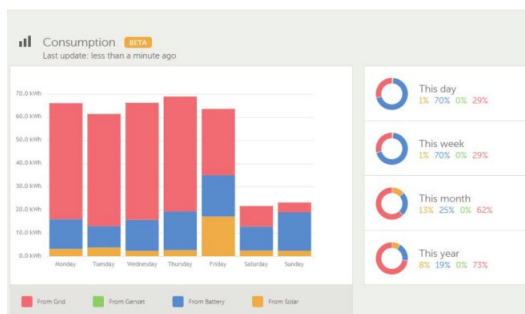 Consumption BETA
Last update: less than a minute ago
70.0 kWh
60.0 kWh
50.0 kWh
40.0 kWh
30.0 kWh
20.0 kWh
10.0 kWh
0.0 kWh
Monday Tuesday Wednesday Thursday Friday Saturday Sunday
From Grid From Genset From Battery From Solar
This day
1% 70% 0% 29%
This week
1% 70% 0% 29%
This month
13% 25% 0% 62%
This year
8% 19% 0% 73%